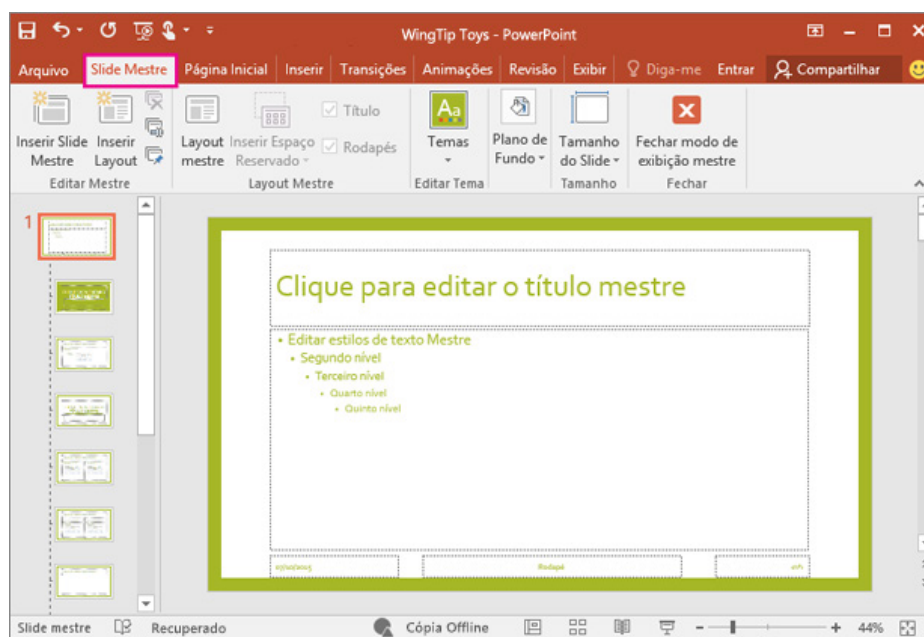 WingTip Toys - PowerPoint
Arquivo Slide Mestre Página Inicial Inserir Transições Animações Revisão Exibir Diga-me Entrar Compartilhar
Inserir Slide Mestre
Inserir Layout
Editar Mestre
Layout mestre
Inserir Espaço Reservado
Título
Rodapés
Layout Mestre
Aa
Temas
Editar Tema
Plano de Fundo
Tamanho do Slide
Tamanho
Fechar modo de exibição mestre
Fechar
1
Clique para editar o título mestre
• Editar estilos de texto Mestre
• Segundo nível
• Terceiro nível
• Quarto nível
• Quinto nível
Rodapé
Slide mestre Recuperado Cópia Offline 44%